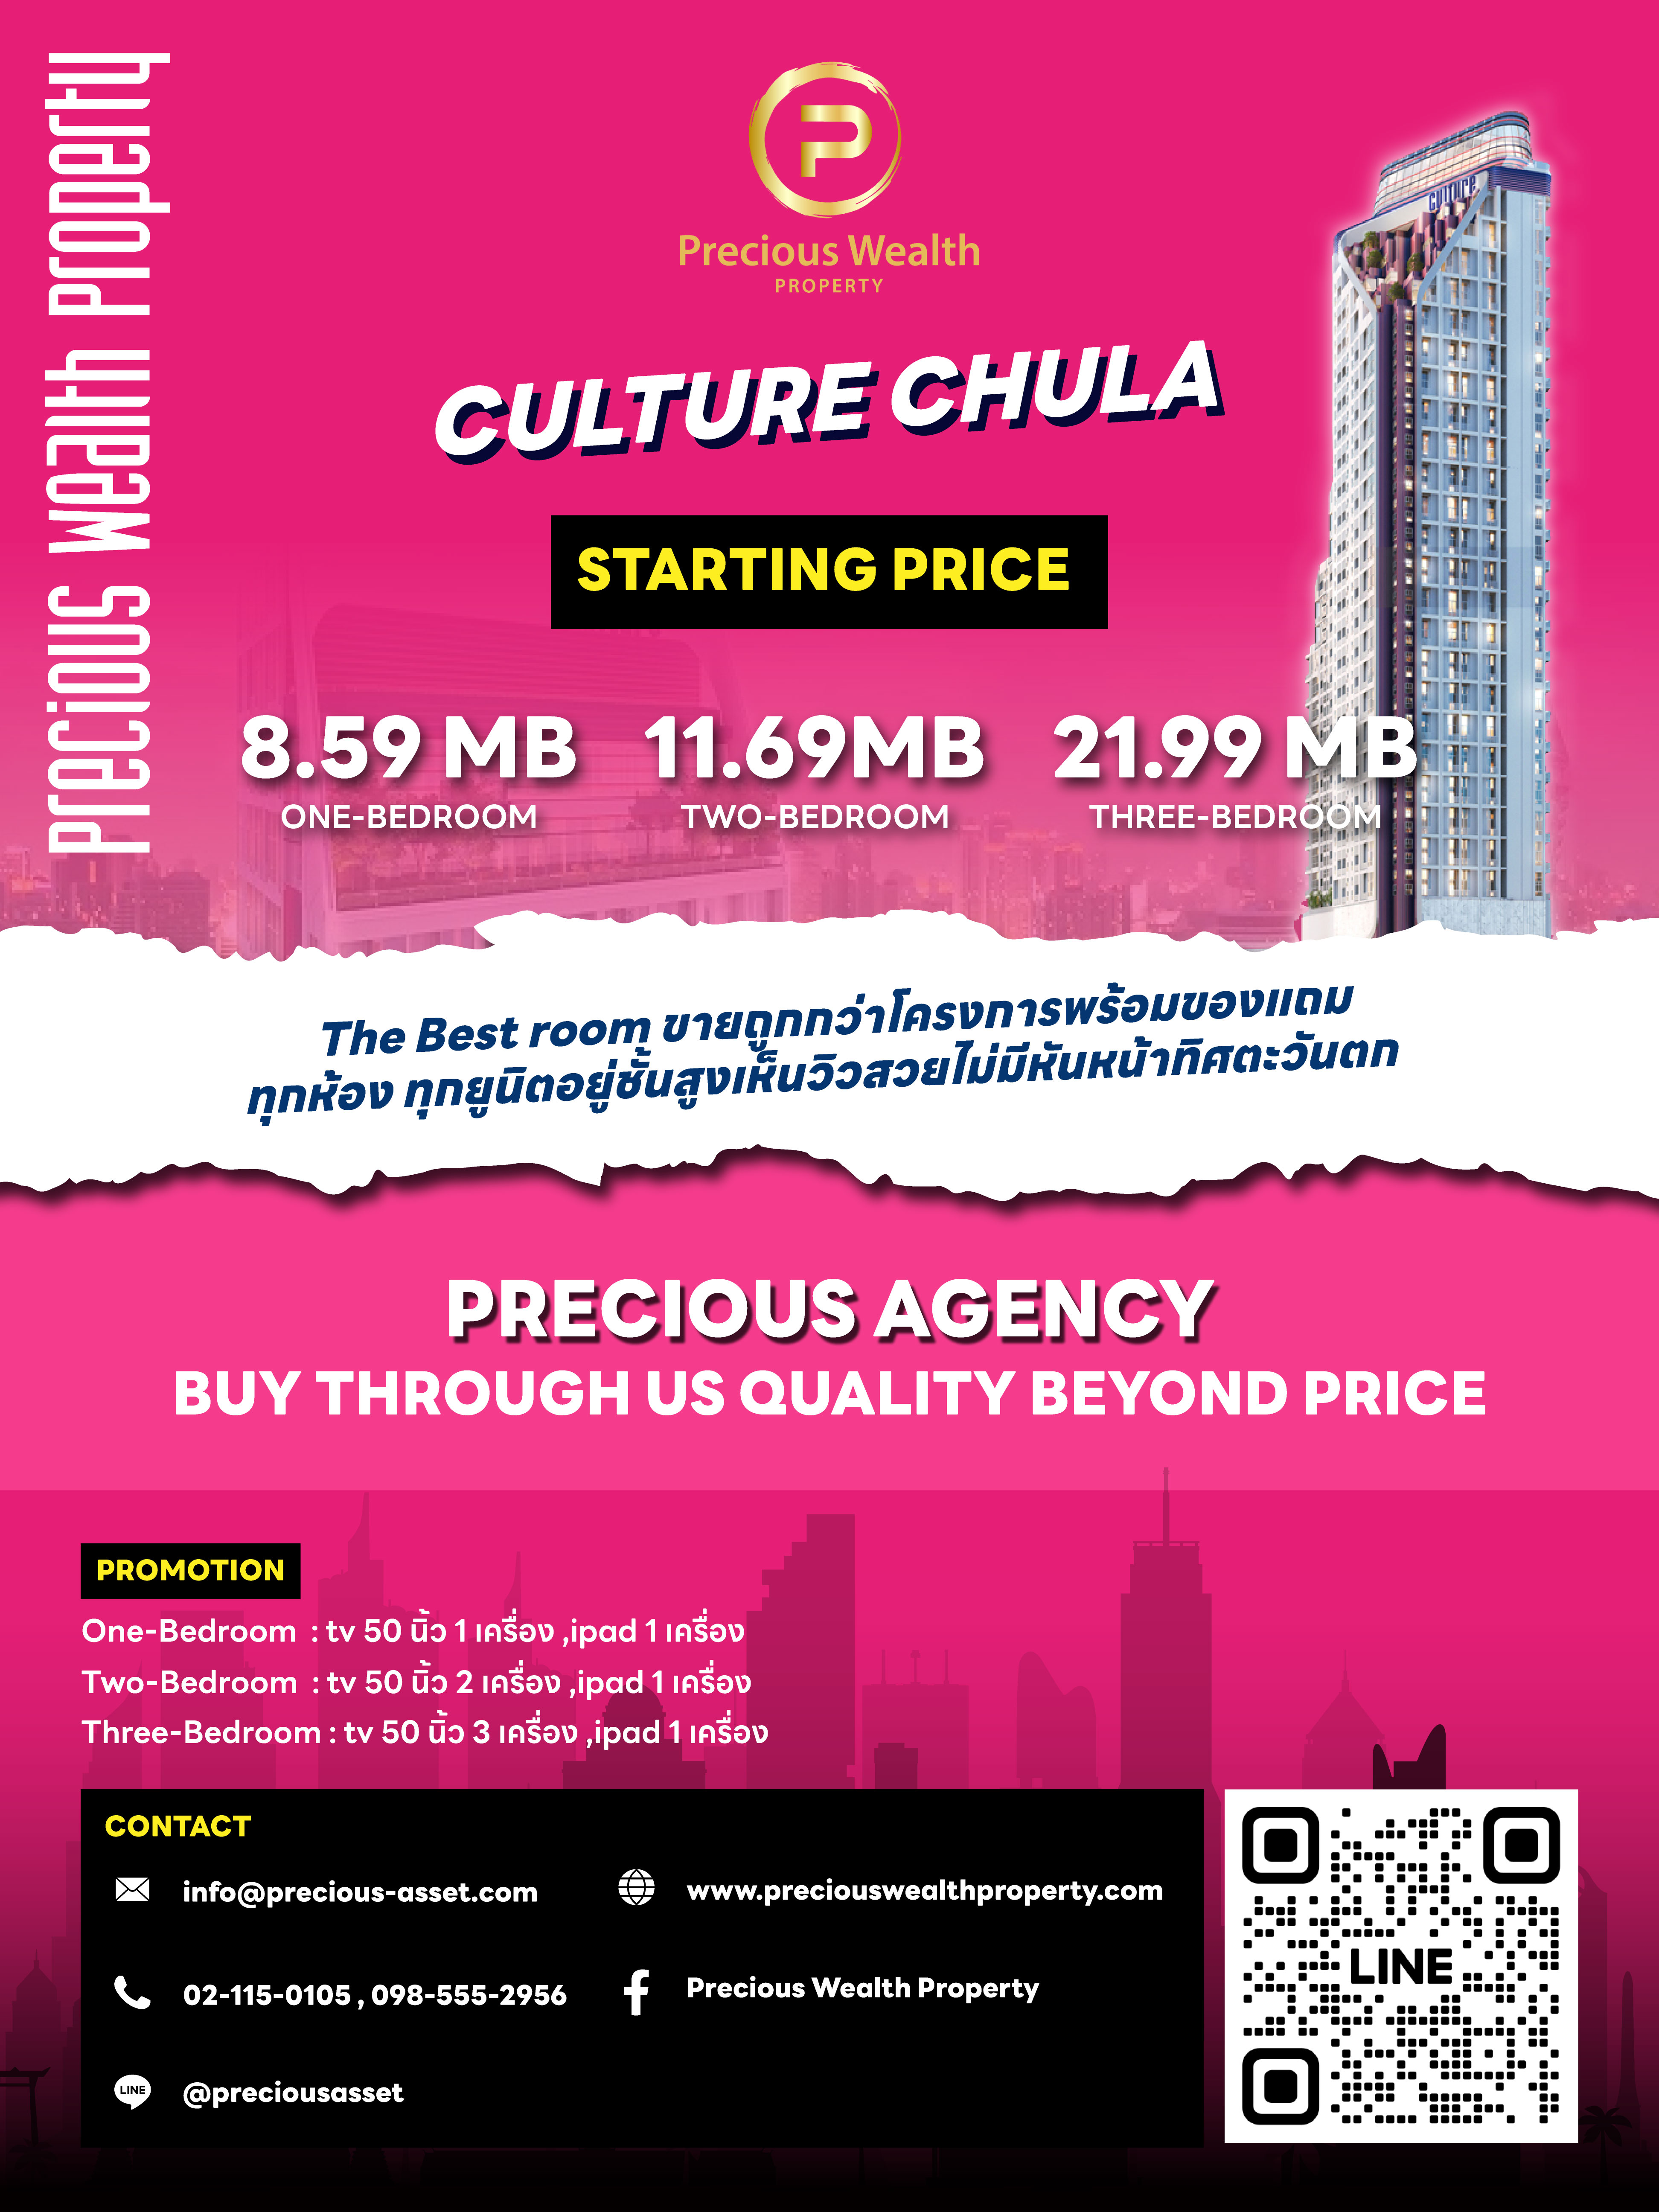 Precious Wealth Property
P
Precious Wealth
PROPERTY
culture
CULTURE CHULA
STARTING PRICE
8.59 MB 11.69MB 21.99 MB
ONE-BEDROOM TWO-BEDROOM THREE-BEDROOM
The Best room ขายถูกกว่าโครงการพร้อมของแถม
ทุกห้อง ทุกยูนิตอยู่ชั้นสูงเห็นวิวสวยไม่มีหันหน้าทิศตะวันตก
PRECIOUS AGENCY
BUY THROUGH US QUALITY BEYOND PRICE
PROMOTION
One-Bedroom : tv 50 นิ้ว 1 เครื่อง ,ipad 1 เครื่อง
Two-Bedroom : tv 50 นิ้ว 2 เครื่อง ,ipad 1 เครื่อง
Three-Bedroom : tv 50 นิ้ว 3 เครื่อง ,ipad 1 เครื่อง
CONTACT
info@precious-asset.com
www.preciouswealthproperty.com
02-115-0105 , 098-555-2956
Precious Wealth Property
LINE
@preciousasset
LINE